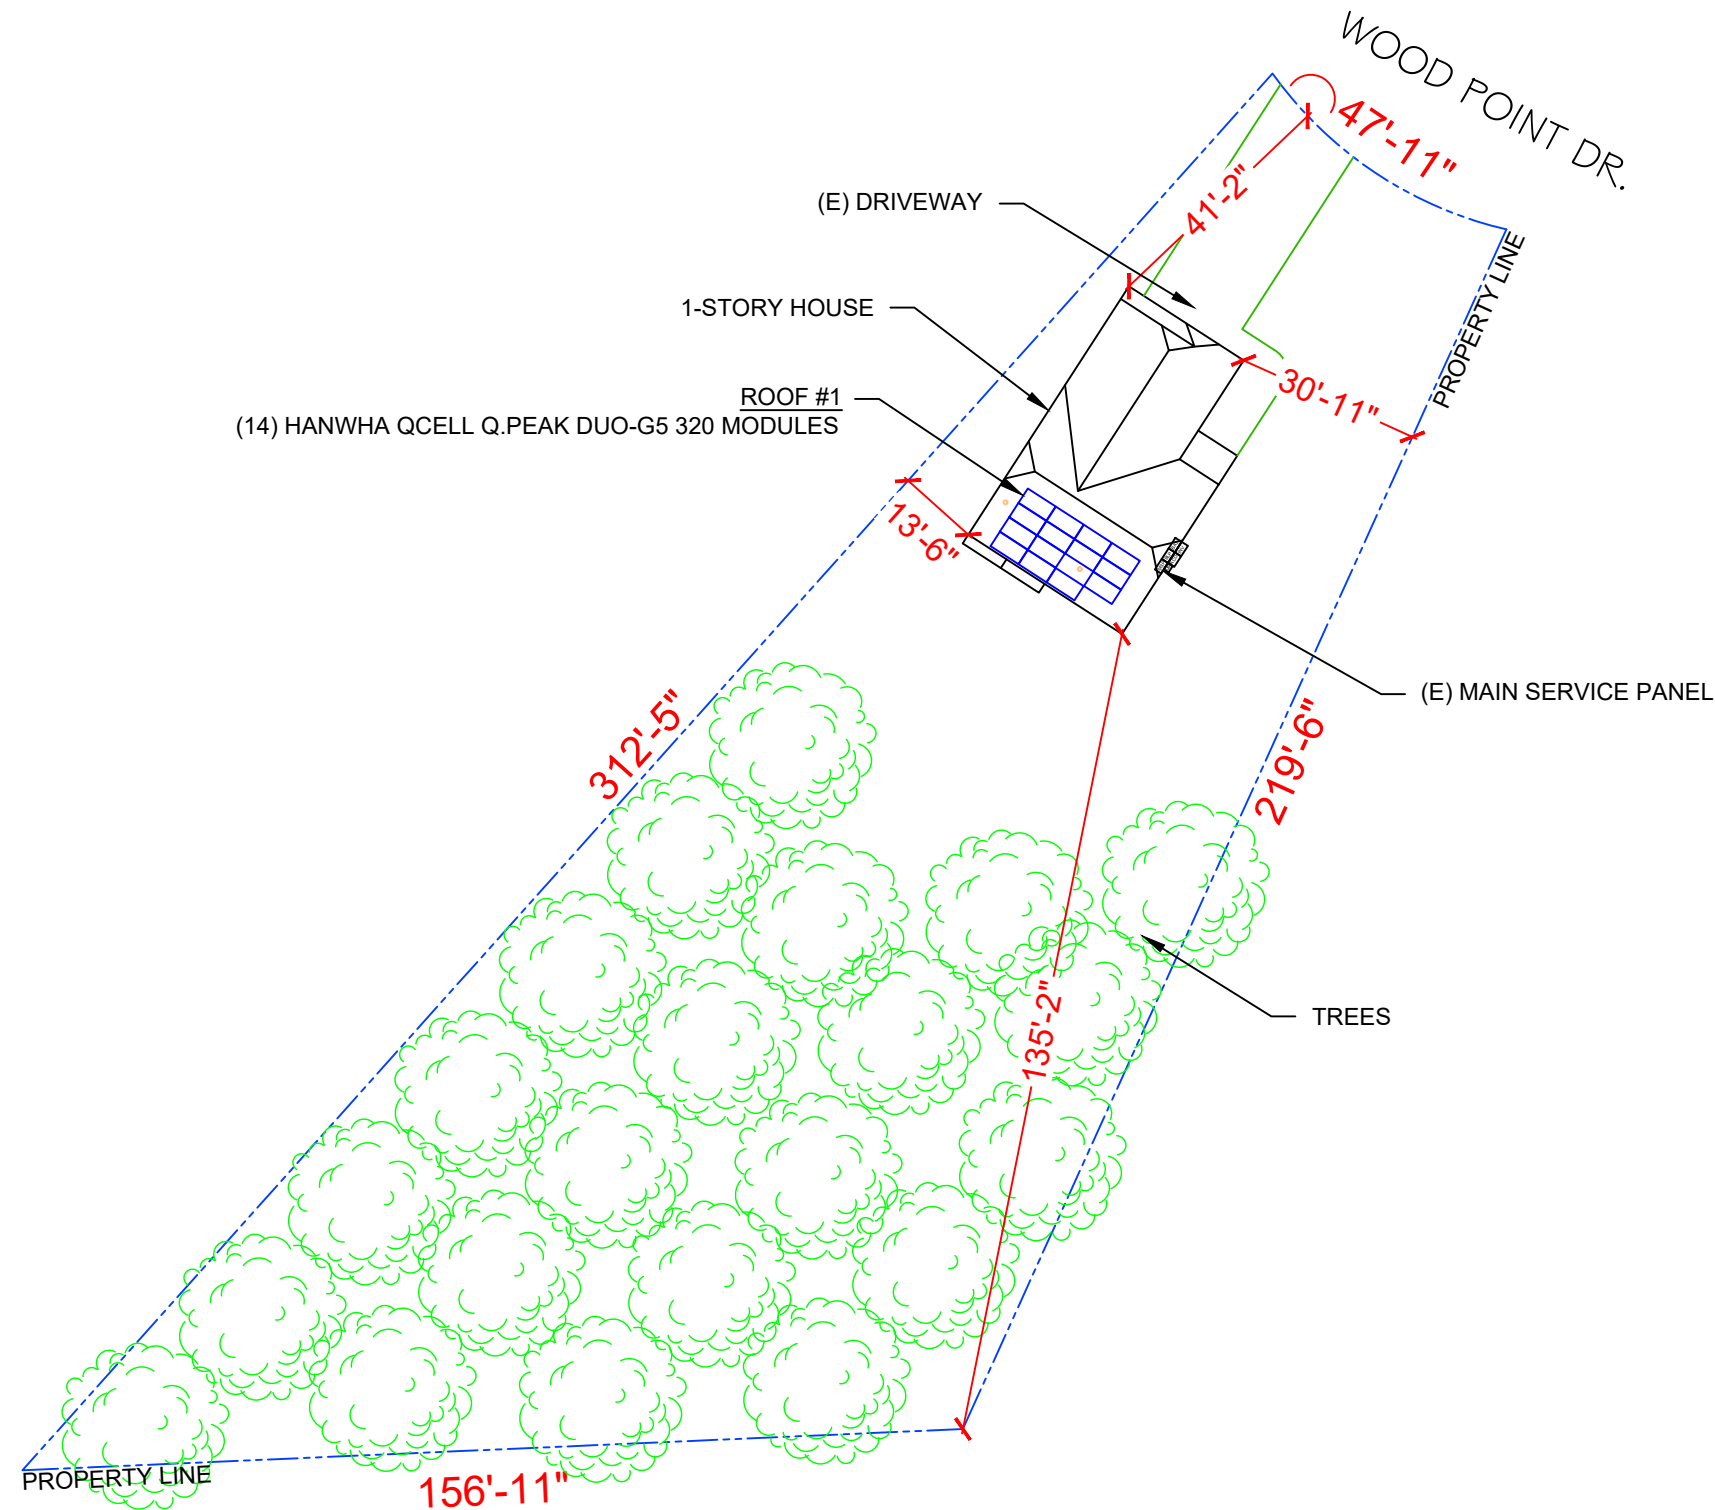 WOOD POINT DR.
47'-11"
41'-2"
(E) DRIVEWAY
PROPERTY LINE
1-STORY HOUSE
30'-11"
ROOF #1
(14) HANWHA QCELL Q.PEAK DUO-G5 320 MODULES
13'-6"
(E) MAIN SERVICE PANEL
312'-5"
219'-6"
135'-2"
TREES
PROPERTY LINE
156'-11"